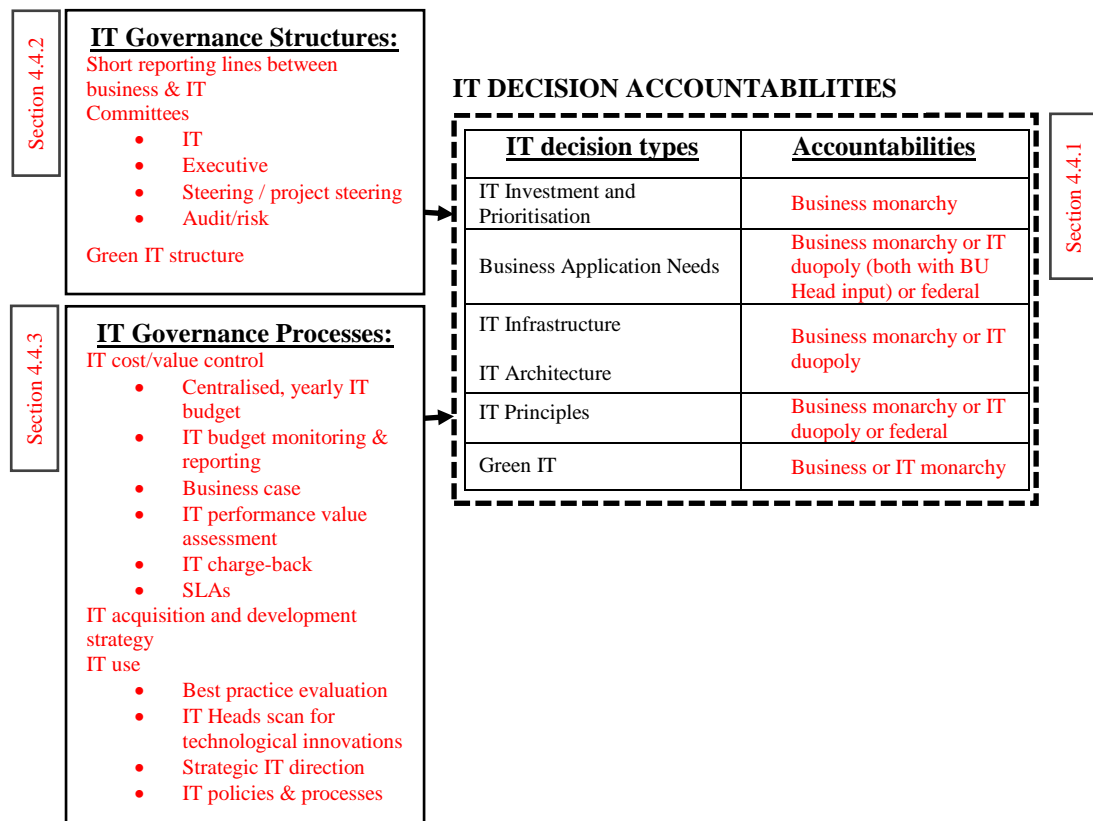 Section 4.4.2
IT Governance Structures:
Short reporting lines between
business & IT
Committees
• IT
• Executive
• Steering / project steering
• Audit/risk
Green IT structure
Section 4.4.3
IT Governance Processes:
IT cost/value control
• Centralised, yearly IT
budget
• IT budget monitoring &
reporting
• Business case
• IT performance value
assessment
• IT charge-back
• SLAs
IT acquisition and development
strategy
IT use
• Best practice evaluation
• IT Heads scan for
technological innovations
• Strategic IT direction
• IT policies & processes
IT DECISION ACCOUNTABILITIES
IT decision types
Accountabilities
IT Investment and
Prioritisation
Business monarchy
Business Application Needs
Business monarchy or IT
duopoly (both with BU
Head input) or federal
IT Infrastructure
IT Architecture
Business monarchy or IT
duopoly
IT Principles
Business monarchy or IT
duopoly or federal
Green IT
Business or IT monarchy
Section 4.4.1